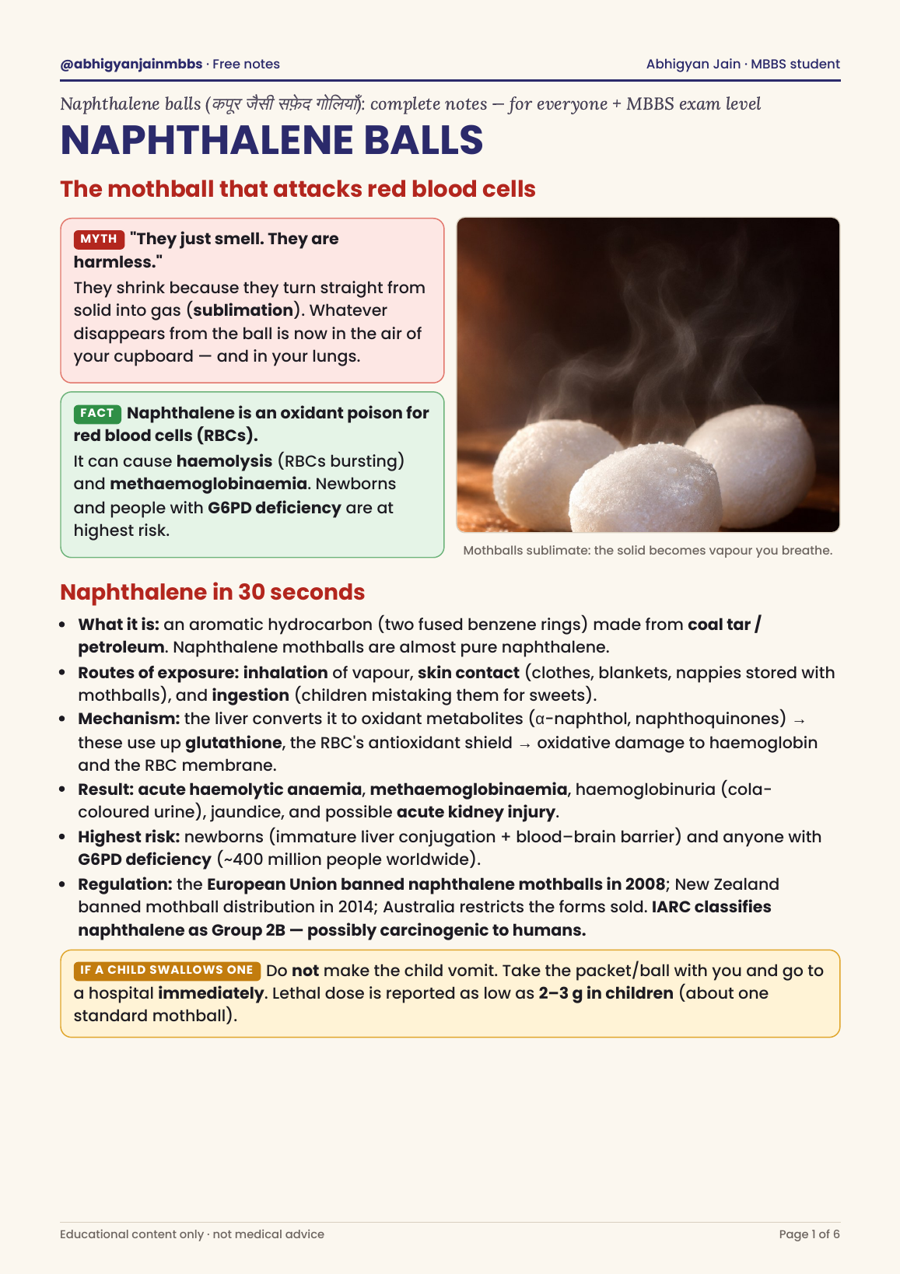 @abhigyanjainmbbs · Free notes
Abhigyan Jain · MBBS student
Naphthalene balls (कपूर जैसी सफ़ेद गोलियाँ): complete notes — for everyone + MBBS exam level
NAPHTHALENE BALLS
The mothball that attacks red blood cells
MYTH "They just smell. They are
harmless."
They shrink because they turn straight from
solid into gas (sublimation). Whatever
disappears from the ball is now in the air of
your cupboard — and in your lungs.
FACT Naphthalene is an oxidant poison for
red blood cells (RBCs).
It can cause haemolysis (RBCs bursting)
and methaemoglobinaemia. Newborns
and people with G6PD deficiency are at
highest risk.
Mothballs sublimate: the solid becomes vapour you breathe.
Naphthalene in 30 seconds
• What it is: an aromatic hydrocarbon (two fused benzene rings) made from coal tar /
petroleum. Naphthalene mothballs are almost pure naphthalene.
• Routes of exposure: inhalation of vapour, skin contact (clothes, blankets, nappies stored with
mothballs), and ingestion (children mistaking them for sweets).
• Mechanism: the liver converts it to oxidant metabolites (α-naphthol, naphthoquinones) →
these use up glutathione, the RBC's antioxidant shield → oxidative damage to haemoglobin
and the RBC membrane.
• Result: acute haemolytic anaemia, methaemoglobinaemia, haemoglobinuria (cola-
coloured urine), jaundice, and possible acute kidney injury.
• Highest risk: newborns (immature liver conjugation + blood–brain barrier) and anyone with
G6PD deficiency (~400 million people worldwide).
• Regulation: the European Union banned naphthalene mothballs in 2008; New Zealand
banned mothball distribution in 2014; Australia restricts the forms sold. IARC classifies
naphthalene as Group 2B — possibly carcinogenic to humans.
IF A CHILD SWALLOWS ONE Do not make the child vomit. Take the packet/ball with you and go to
a hospital immediately. Lethal dose is reported as low as 2–3 g in children (about one
standard mothball).
Educational content only · not medical advice
Page 1 of 6